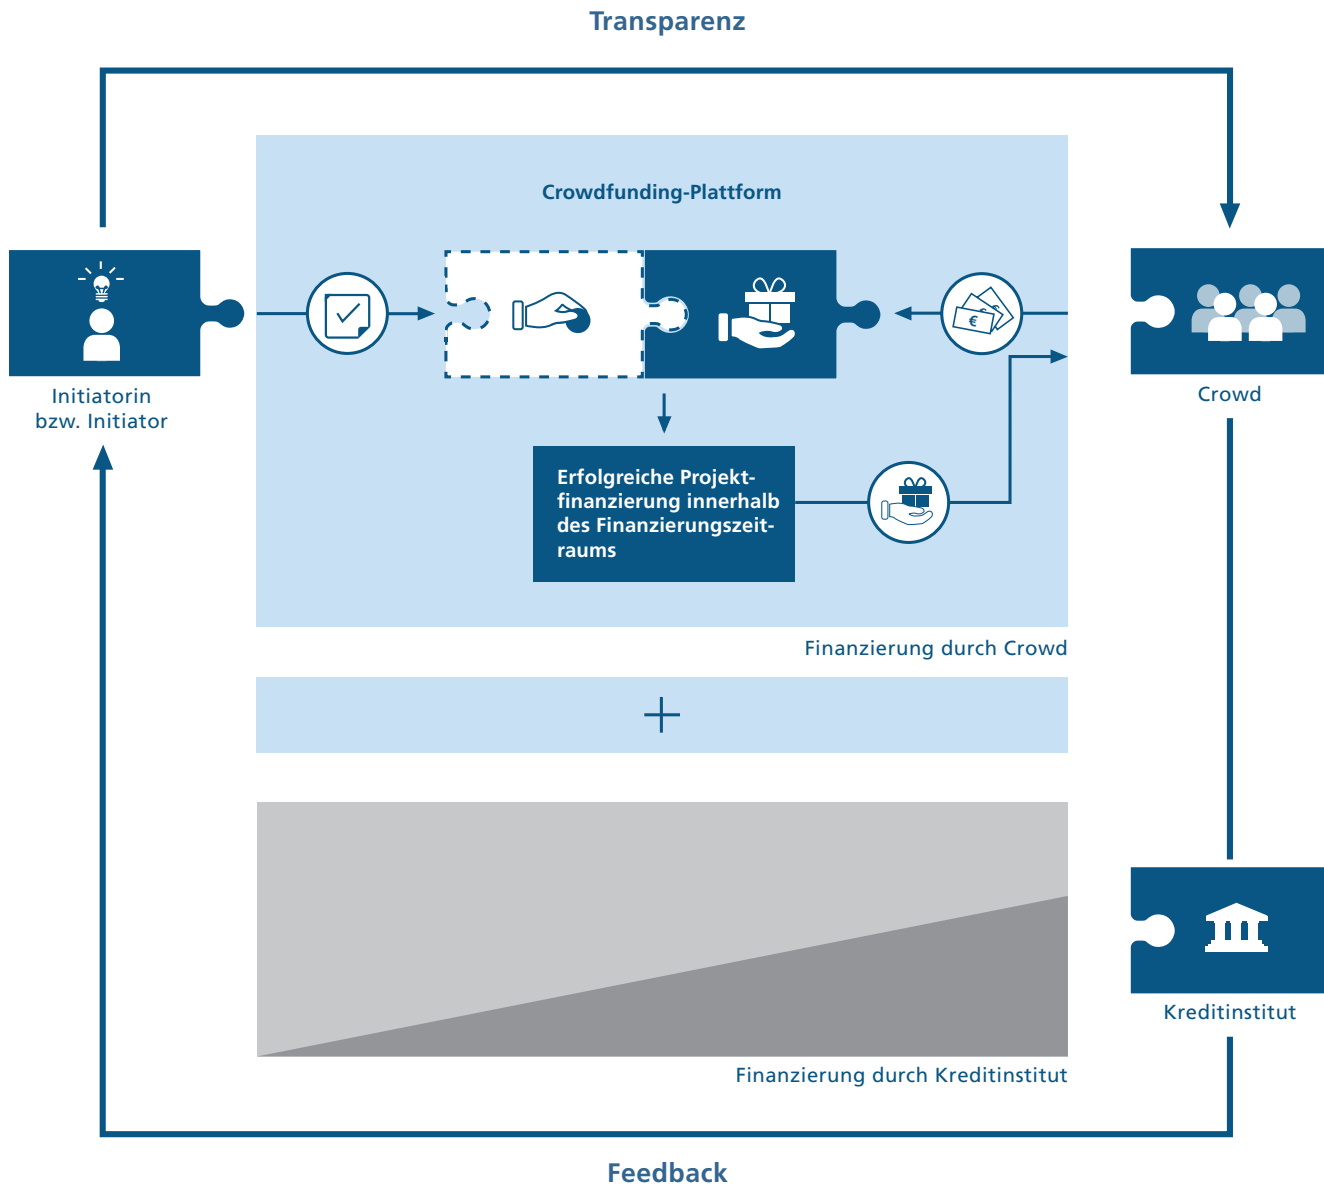 Transparenz
Crowdfunding-Plattform
Initiatorin
bzw. Initiator
€
€
€
Crowd
Erfolgreiche Projekt-
finanzierung innerhalb
des Finanzierungszeit-
raums
Finanzierung durch Crowd
+
Kreditinstitut
Finanzierung durch Kreditinstitut
Feedback